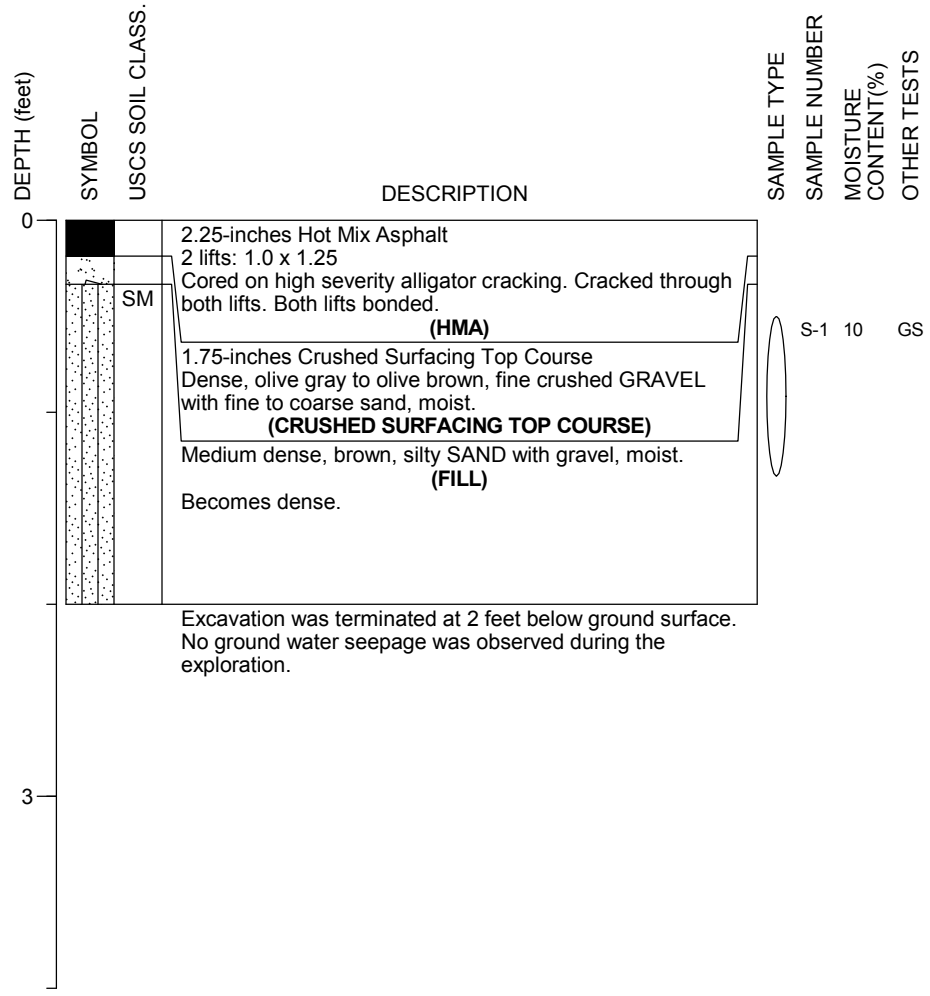 DEPTH (feet)
SYMBOL
USCS SOIL CLASS.
DESCRIPTION
SAMPLE TYPE
SAMPLE NUMBER
MOISTURE
CONTENT(%)
OTHER TESTS
0
2.25-inches Hot Mix Asphalt
2 lifts: 1.0 x 1.25
Cored on high severity alligator cracking. Cracked through
both lifts. Both lifts bonded.
(HMA)
SM
S-1 10 GS
1.75-inches Crushed Surfacing Top Course
Dense, olive gray to olive brown, fine crushed GRAVEL
with fine to coarse sand, moist.
(CRUSHED SURFACING TOP COURSE)
Medium dense, brown, silty SAND with gravel, moist.
(FILL)
Becomes dense.
Excavation was terminated at 2 feet below ground surface.
No ground water seepage was observed during the
exploration.
3